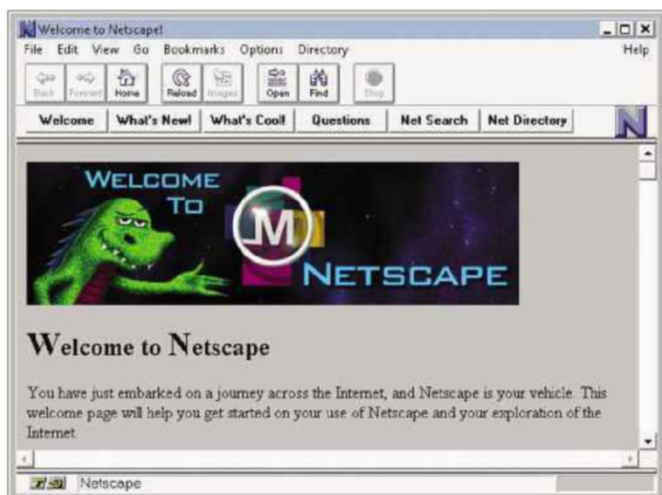 Welcome to Netscape!
File Edit View Go Bookmarks Options Directory Help
Back Forward Home Reload Images Open Find Stop
Welcome What's New! What's Cool! Questions Net Search Net Directory N
WELCOME
TO
M
NETSCAPE
Welcome to Netscape
You have just embarked on a journey across the Internet, and Netscape is your vehicle. This
welcome page will help you get started on your use of Netscape and your exploration of the
Internet.
Netscape